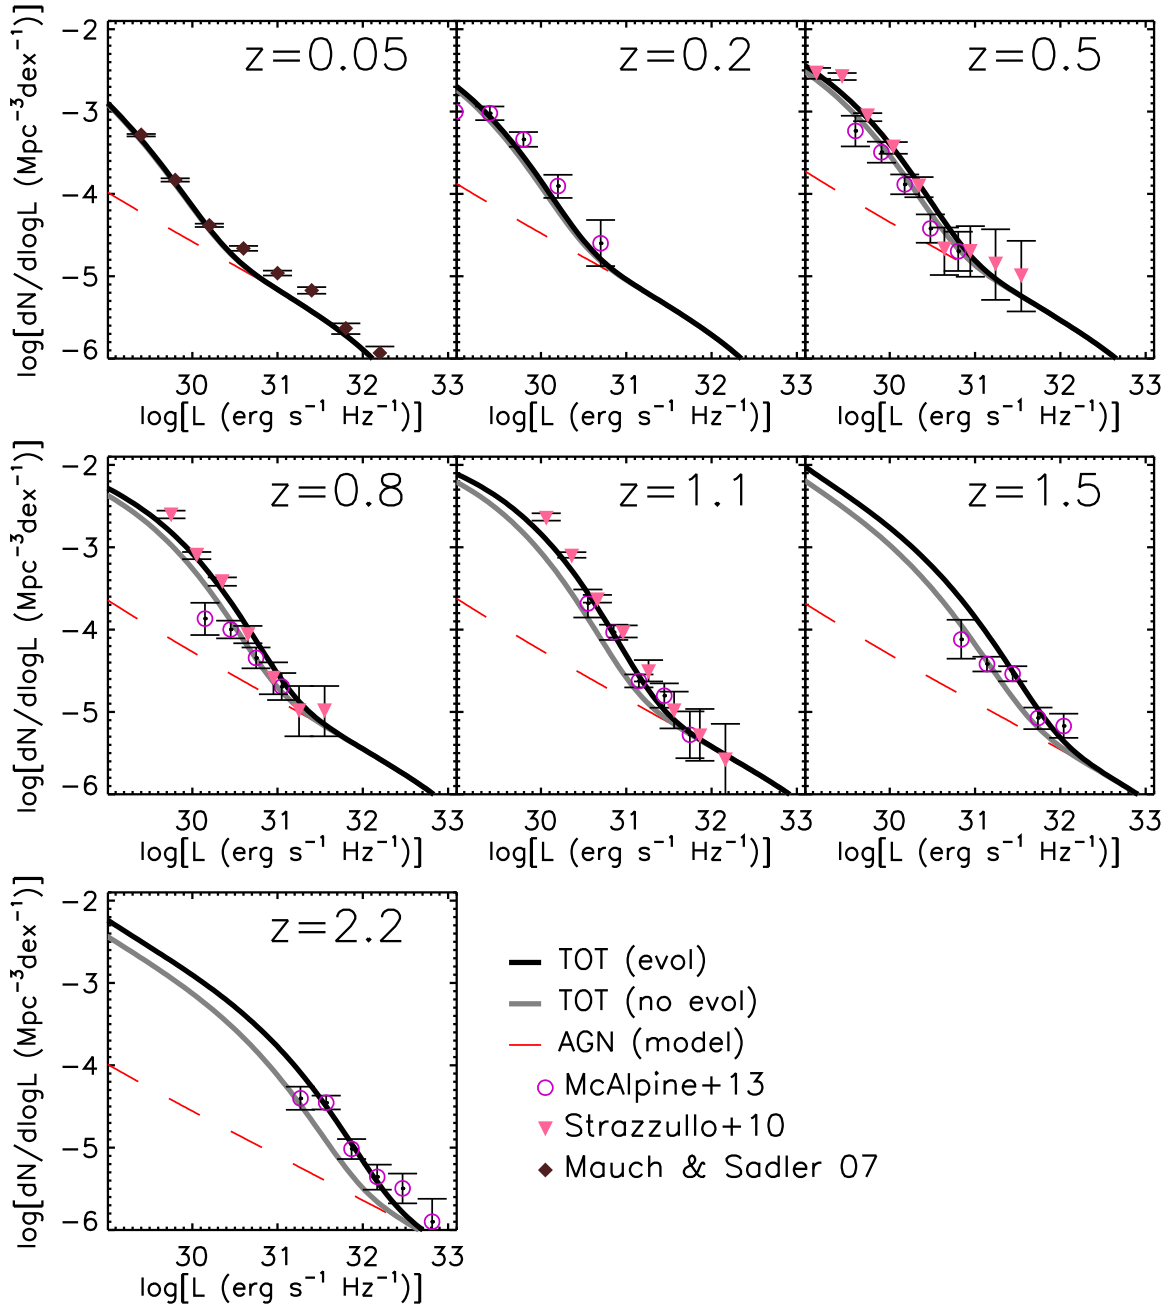 z=0.05
z=0.2
z=0.5
−2
−3
−4
−5
−6
log[dN/dlogL (Mpc⁻³dex⁻¹)]
30 31 32 33
30 31 32 33
30 31 32 33
log[L (erg s⁻¹ Hz⁻¹)]
log[L (erg s⁻¹ Hz⁻¹)]
log[L (erg s⁻¹ Hz⁻¹)]
z=0.8
z=1.1
z=1.5
−2
−3
−4
−5
−6
log[dN/dlogL (Mpc⁻³dex⁻¹)]
30 31 32 33
30 31 32 33
30 31 32 33
log[L (erg s⁻¹ Hz⁻¹)]
log[L (erg s⁻¹ Hz⁻¹)]
log[L (erg s⁻¹ Hz⁻¹)]
z=2.2
−2
−3
−4
−5
−6
log[dN/dlogL (Mpc⁻³dex⁻¹)]
30 31 32 33
log[L (erg s⁻¹ Hz⁻¹)]
TOT (evol)
TOT (no evol)
AGN (model)
McAlpine+13
Strazzullo+10
Mauch & Sadler 07